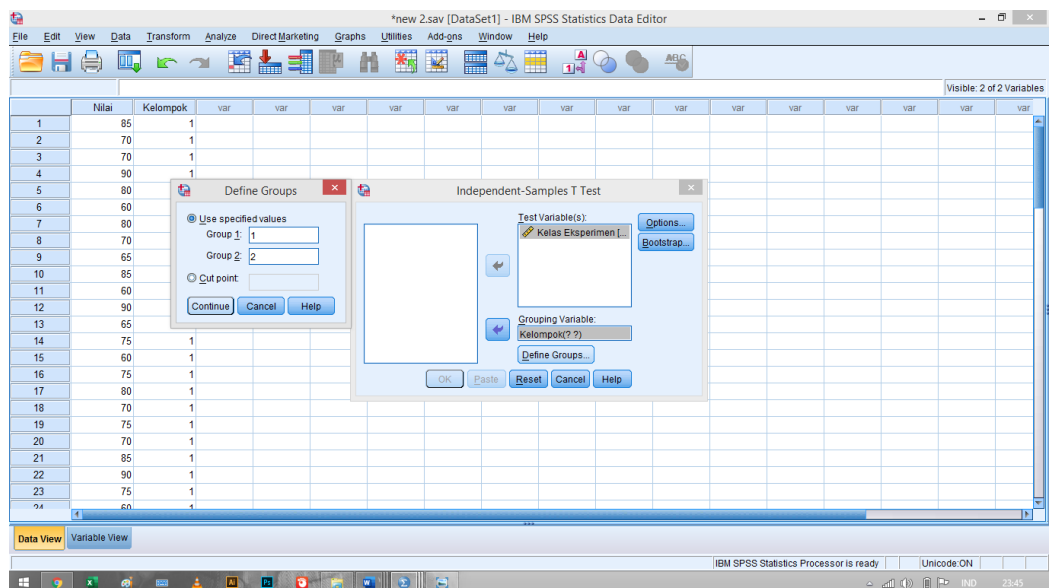 *new 2.sav [DataSet1] - IBM SPSS Statistics Data Editor
File Edit View Data Transform Analyze Direct Marketing Graphs Utilities Add-ons Window Help
Visible: 2 of 2 Variables
Nilai Kelompok var var var var var var var var var var var var var var var
1 85 1
2 70 1
3 70 1
4 90 1
5 80
6 60
7 80
8 70
9 65
10 85
11 60
12 90
13 65
14 75 1
15 60 1
16 75 1
17 80 1
18 70 1
19 75 1
20 70 1
21 85 1
22 90 1
23 75 1
24 60 1
Define Groups
Use specified values
Group 1: 1
Group 2: 2
Cut point:
Continue Cancel Help
Independent-Samples T Test
Test Variable(s):
Kelas Eksperimen [...
Options...
Bootstrap...
Grouping Variable:
Kelompok(? ?)
Define Groups...
OK Paste Reset Cancel Help
Data View Variable View
IBM SPSS Statistics Processor is ready Unicode:ON
IND 23:45